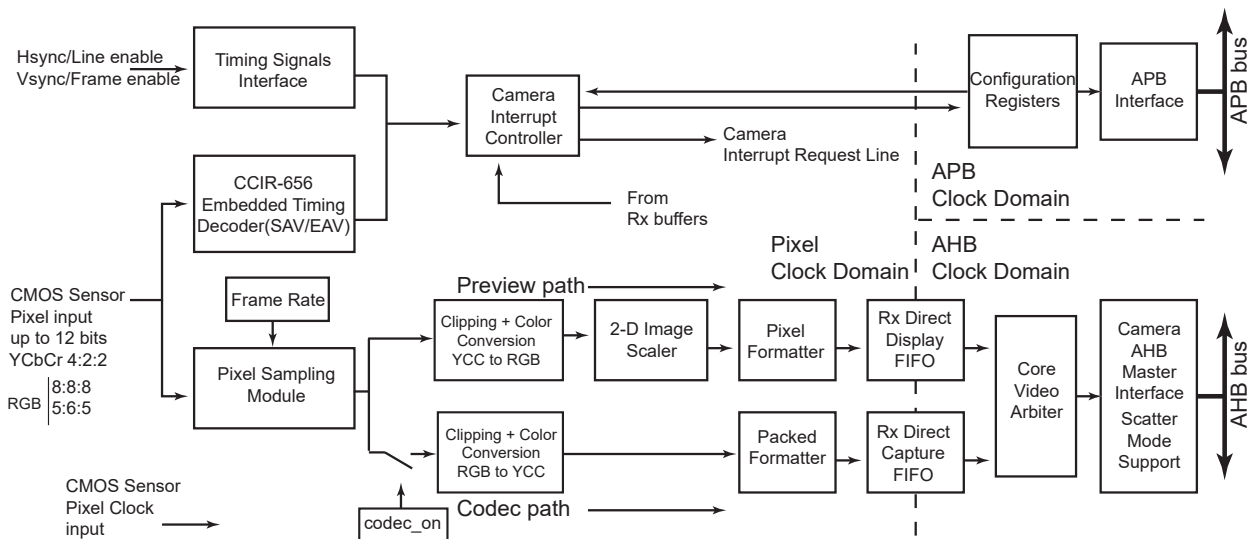 Hsync/Line enable
Vsync/Frame enable
Timing Signals
Interface
Camera
Interrupt
Controller
Configuration
Registers
APB
Interface
APB bus
Camera
Interrupt Request Line
From
Rx buffers
APB
Clock Domain
CCIR-656
Embedded Timing
Decoder(SAV/EAV)
Pixel
Clock Domain
AHB
Clock Domain
CMOS Sensor
Pixel input
up to 12 bits
YCbCr 4:2:2
RGB
8:8:8
5:6:5
Frame Rate
Pixel Sampling
Module
Preview path
Clipping + Color
Conversion
YCC to RGB
2-D Image
Scaler
Pixel
Formatter
Rx Direct
Display
FIFO
Core
Video
Arbiter
Camera
AHB
Master
Interface
Scatter
Mode
Support
AHB bus
Clipping + Color
Conversion
RGB to YCC
Packed
Formatter
Rx Direct
Capture
FIFO
Codec path
codec_on
CMOS Sensor
Pixel Clock
input